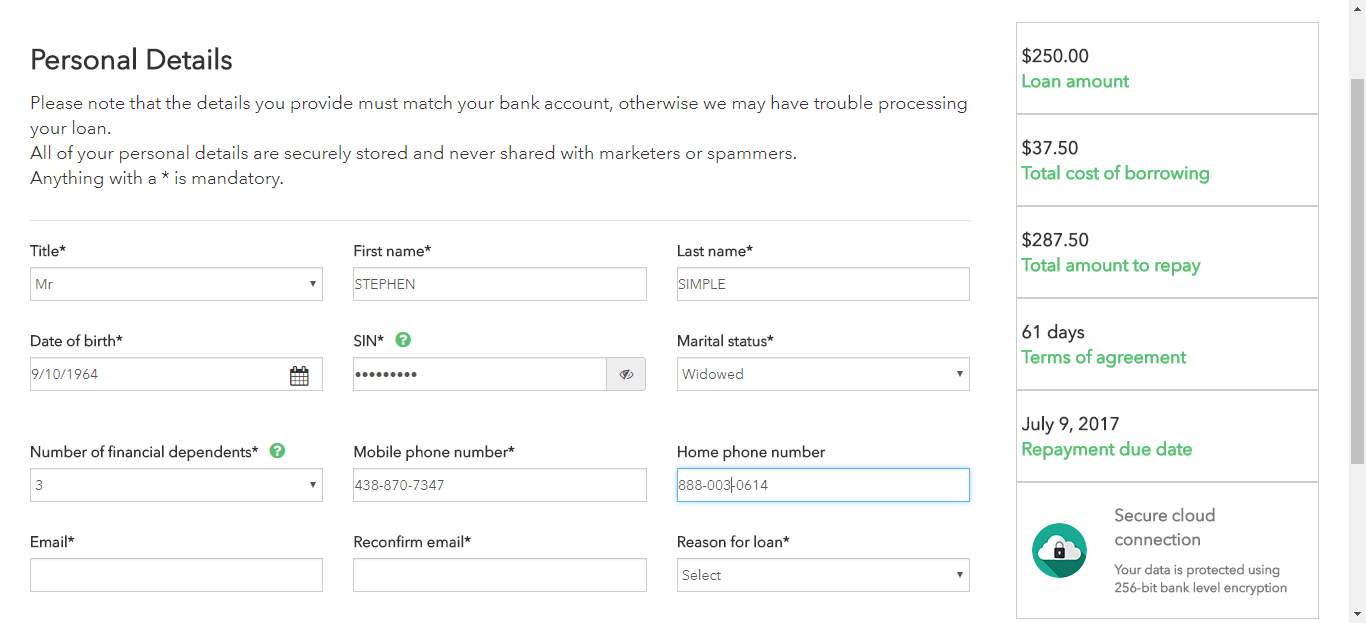 Personal Details
Please note that the details you provide must match your bank account, otherwise we may have trouble processing
your loan.
All of your personal details are securely stored and never shared with marketers or spammers.
Anything with a * is mandatory.
Title*
First name*
Last name*
Mr
STEPHEN
SIMPLE
Date of birth*
SIN*
?
Marital status*
9/10/1964
•••••••••
Widowed
Number of financial dependents*
?
Mobile phone number*
Home phone number
3
438-870-7347
888-003-0614
Email*
Reconfirm email*
Reason for loan*
Select
$250.00
Loan amount
$37.50
Total cost of borrowing
$287.50
Total amount to repay
61 days
Terms of agreement
July 9, 2017
Repayment due date
Secure cloud
connection
Your data is protected using
256-bit bank level encryption